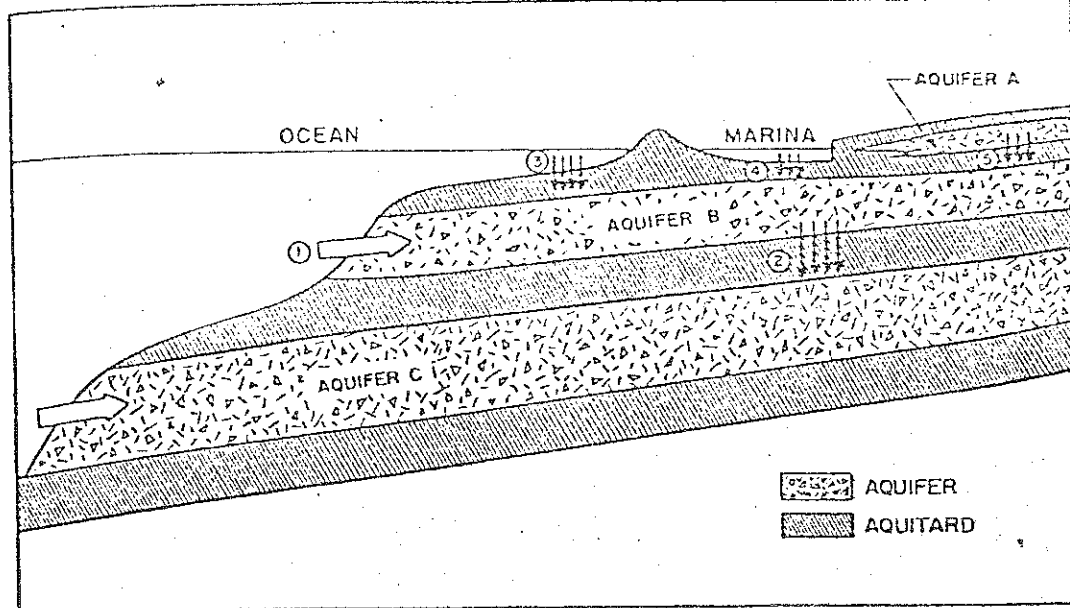 AQUIFER A
OCEAN
MARINA
3
4
5
AQUIFER B
1
2
AQUIFER C
AQUIFER
AQUITARD